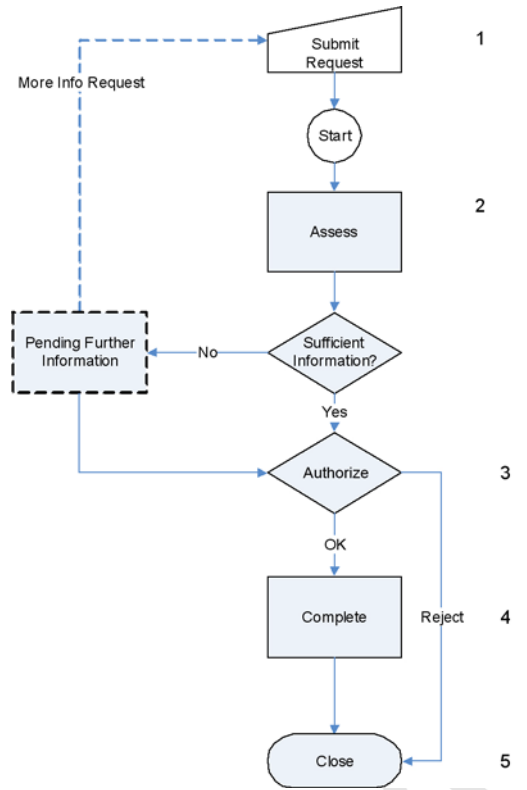 Submit
Request
1
More Info Request
Start
2
Assess
Pending Further
Information
No
Sufficient
Information?
Yes
Authorize
3
OK
Complete
Reject
4
Close
5